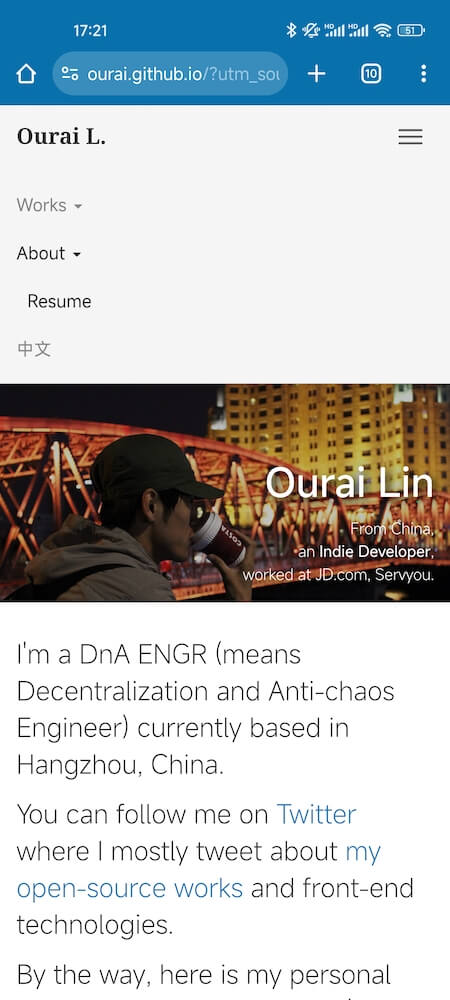 17:21
HD HD 51
ourai.github.io/?utm_sou
10
Ourai L.
Works
About
Resume
中文
COSTA
Ourai Lin
From China,
an Indie Developer,
worked at JD.com, Servyou.
I'm a DnA ENGR (means
Decentralization and Anti-chaos
Engineer) currently based in
Hangzhou, China.
You can follow me on Twitter
where I mostly tweet about my
open-source works and front-end
technologies.
By the way, here is my personal